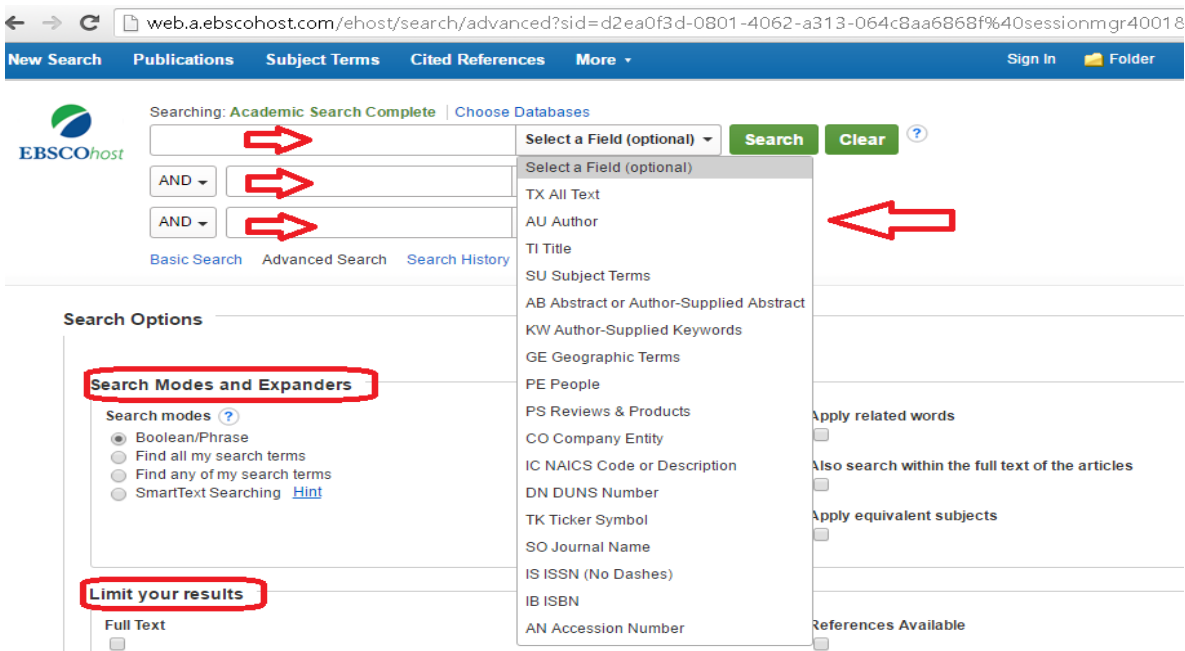 web.a.ebscohost.com/ehost/search/advanced?sid=d2ea0f3d-0801-4062-a313-064c8aa6868f%40sessionmgr4001&
New Search Publications Subject Terms Cited References More Sign In Folder
Searching: Academic Search Complete | Choose Databases
EBSCOhost
Select a Field (optional) Search Clear ?
AND
AND
Basic Search Advanced Search Search History
Select a Field (optional)
TX All Text
AU Author
TI Title
SU Subject Terms
AB Abstract or Author-Supplied Abstract
KW Author-Supplied Keywords
GE Geographic Terms
PE People
PS Reviews & Products
CO Company Entity
IC NAICS Code or Description
DN DUNS Number
TK Ticker Symbol
SO Journal Name
IS ISSN (No Dashes)
IB ISBN
AN Accession Number
Search Options
Search Modes and Expanders
Search modes ?
Boolean/Phrase
Find all my search terms
Find any of my search terms
SmartText Searching Hint
Apply related words
Also search within the full text of the articles
Apply equivalent subjects
Limit your results
Full Text
References Available